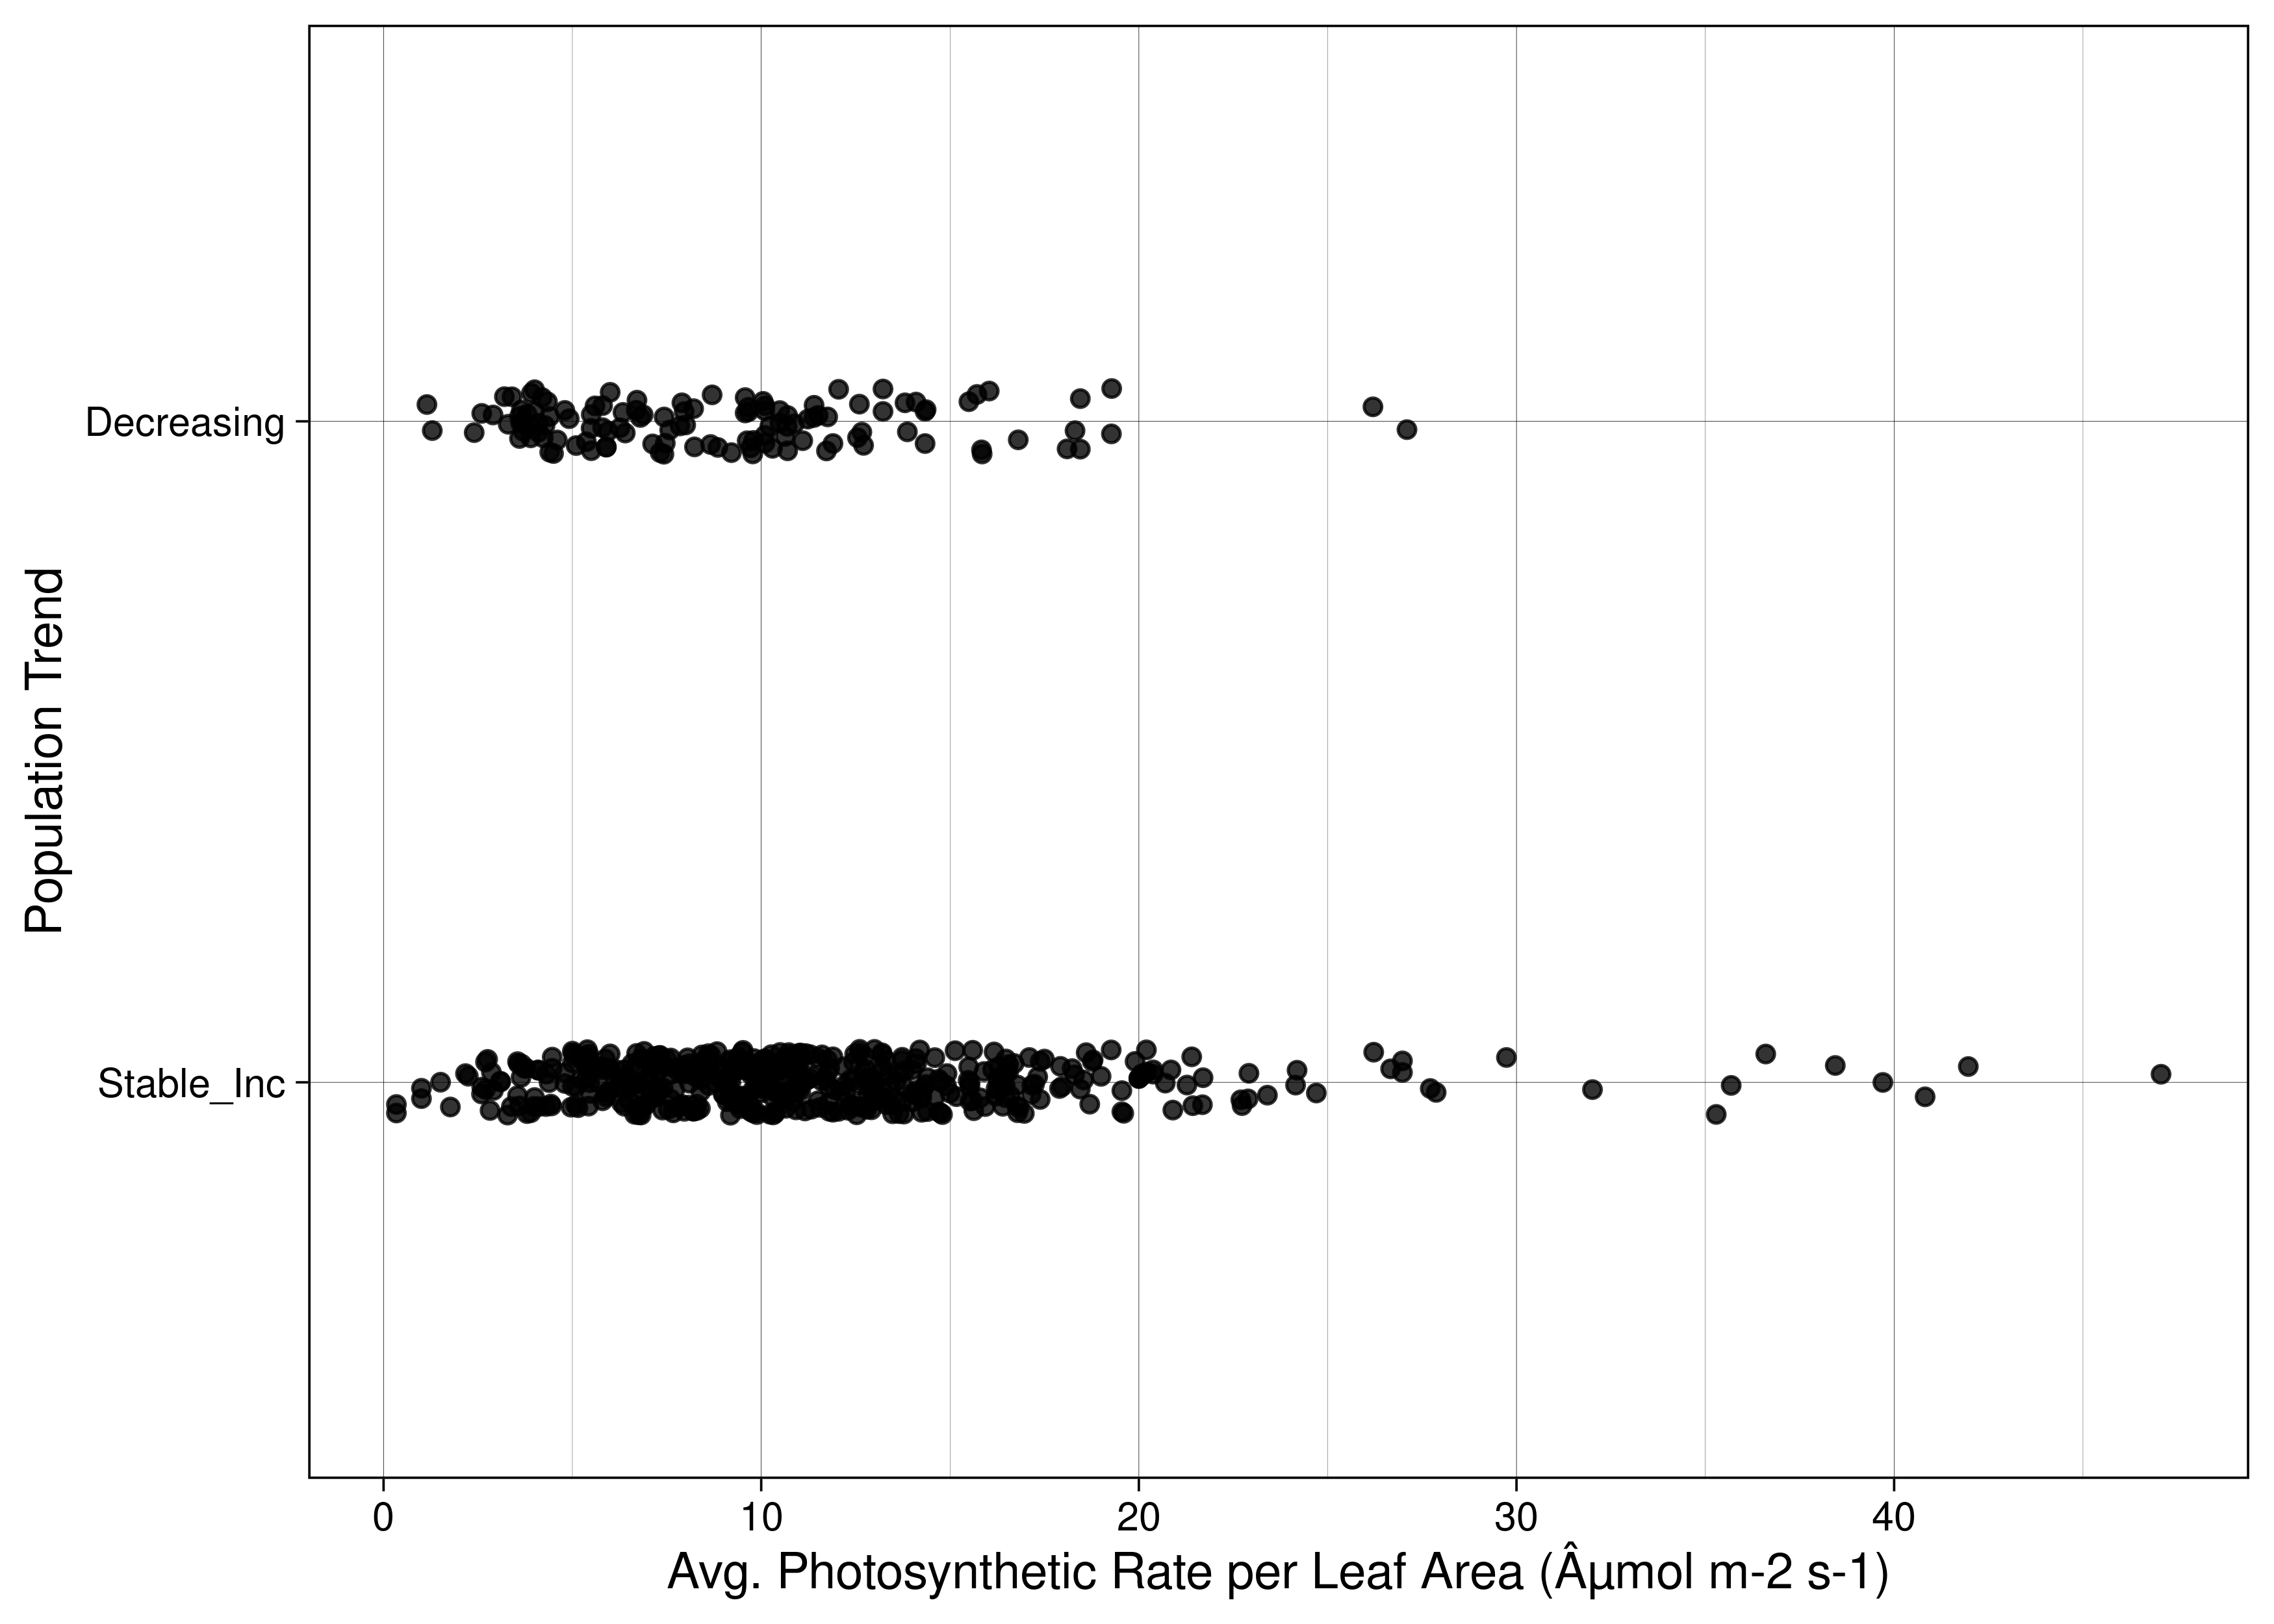 Population Trend
Decreasing
Stable_Inc
0 10 20 30 40
Avg. Photosynthetic Rate per Leaf Area (Âµmol m-2 s-1)